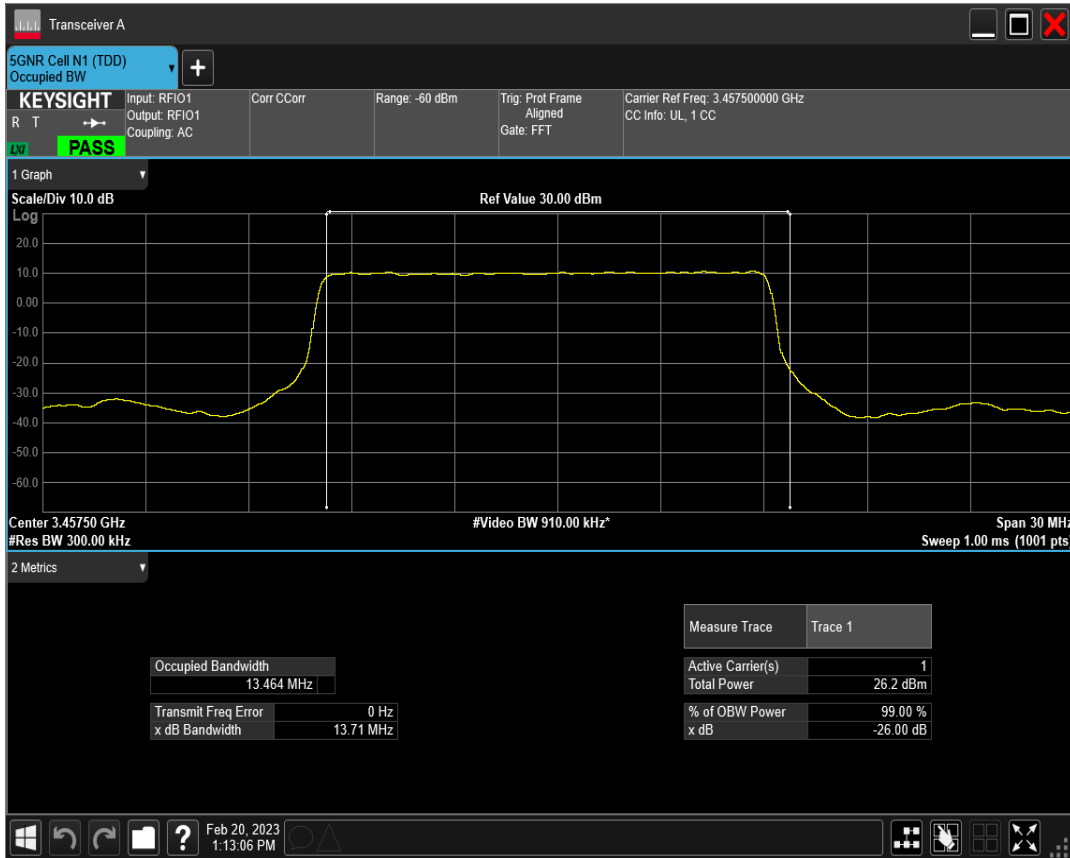 Transceiver A
5GNR Cell N1 (TDD)
Occupied BW
+
KEYSIGHT
R T
LXI
PASS
Input: RFIO1
Output: RFIO1
Coupling: AC
Corr CCorr
Range: -60 dBm
Trig: Prot Frame
Aligned
Gate: FFT
Carrier Ref Freq: 3.457500000 GHz
CC Info: UL, 1 CC
1 Graph
Scale/Div 10.0 dB
Ref Value 30.00 dBm
Log
20.0
10.0
0.00
-10.0
-20.0
-30.0
-40.0
-50.0
-60.0
Center 3.45750 GHz
#Video BW 910.00 kHz*
Span 30 MHz
#Res BW 300.00 kHz
Sweep 1.00 ms (1001 pts)
2 Metrics
Measure Trace Trace 1
Occupied Bandwidth
13.464 MHz
Active Carrier(s) 1
Total Power 26.2 dBm
Transmit Freq Error 0 Hz
x dB Bandwidth 13.71 MHz
% of OBW Power 99.00 %
x dB -26.00 dB
?
Feb 20, 2023
1:13:06 PM